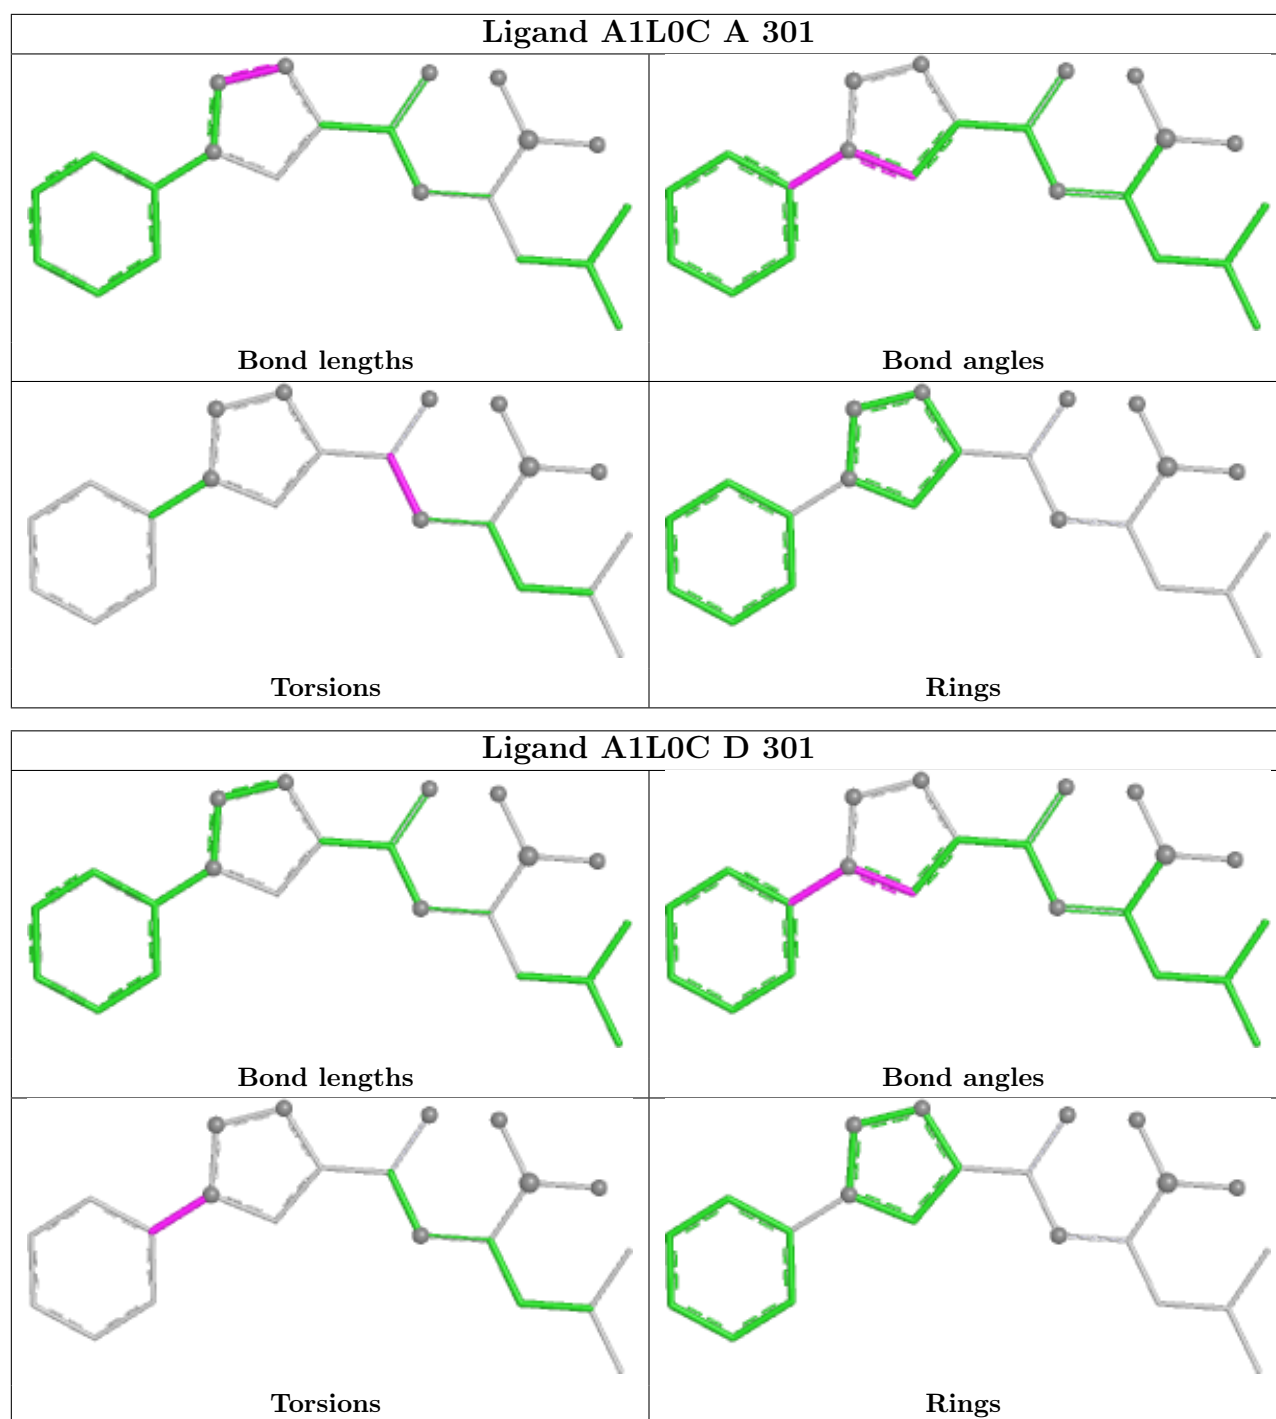 Ligand A1L0C A 301
Bond lengths
Bond angles
Torsions
Rings
Ligand A1L0C D 301
Bond lengths
Bond angles
Torsions
Rings